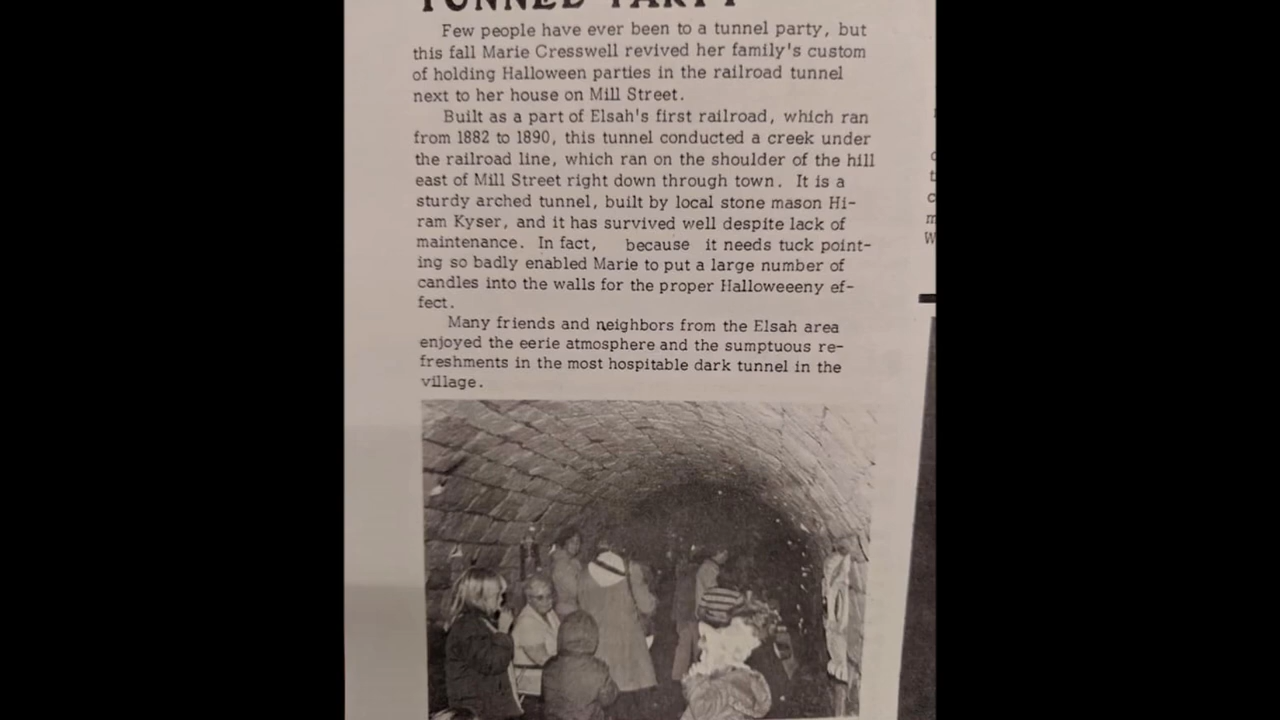 TUNNEL PARTY
Few people have ever been to a tunnel party, but
this fall Marie Cresswell revived her family's custom
of holding Halloween parties in the railroad tunnel
next to her house on Mill Street.
Built as a part of Elsah's first railroad, which ran
from 1882 to 1890, this tunnel conducted a creek under
the railroad line, which ran on the shoulder of the hill
east of Mill Street right down through town. It is a
sturdy arched tunnel, built by local stone mason Hi-
ram Kyser, and it has survived well despite lack of
maintenance. In fact, because it needs tuck point-
ing so badly enabled Marie to put a large number of
candles into the walls for the proper Halloweeeny ef-
fect.
Many friends and neighbors from the Elsah area
enjoyed the eerie atmosphere and the sumptuous re-
freshments in the most hospitable dark tunnel in the
village.